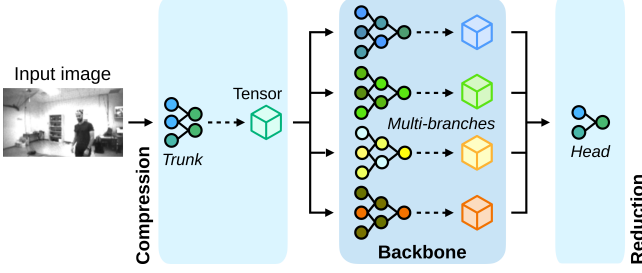 Input image
Compression
Trunk
Tensor
Multi-branches
Backbone
Head
Reduction